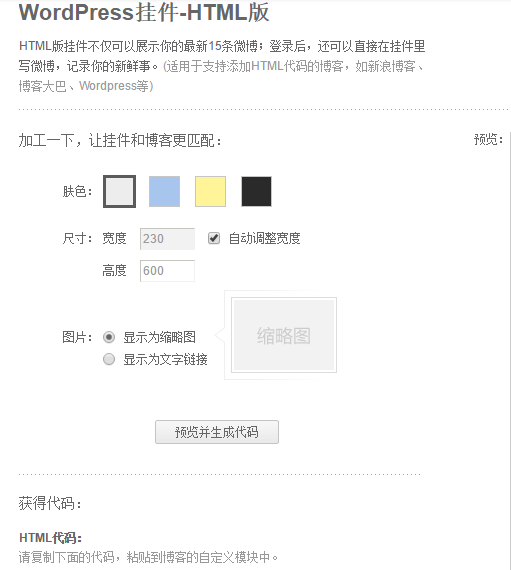 WordPress挂件-HTML版
HTML版挂件不仅可以展示你的最新15条微博；登录后，还可以直接在挂件里
写微博，记录你的新鲜事。(适用于支持添加HTML代码的博客，如新浪博客、
博客大巴、Wordpress等)
加工一下，让挂件和博客更匹配：
预览：
肤色：
尺寸： 宽度 230 自动调整宽度
高度 600
图片： 显示为缩略图
缩略图
显示为文字链接
预览并生成代码
获得代码：
HTML代码：
请复制下面的代码，粘贴到博客的自定义模块中。